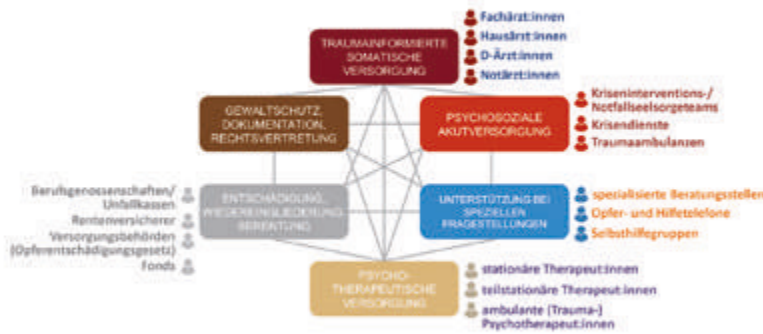 Fachärzt:innen
Hausärzt:innen
D-Ärzt:innen
Notärzt:innen
TRAUMAINFORMIERTE
SOMATISCHE
VERSORGUNG
GEWALTSCHUTZ,
DOKUMENTATION,
RECHTSVERTRETUNG
PSYCHOSOZIALE
AKUTVERSORGUNG
Kriseninterventions-/
Notfallseelsorgeteams
Krisendienste
Traumaambulanzen
Berufsgenossenschaften/
Unfallkassen
Rentenversicherer
Versorgungsbehörden
(Opferentschädigungsgesetz)
Fonds
ENTSCHÄDIGUNG,
WIEDEREINGLIEDERUNG,
BERENTUNG
UNTERSTÜTZUNG BEI
SPEZIELLEN
FRAGESTELLUNGEN
spezialisierte Beratungsstellen
Opfer- und Hilfetelefone
Selbsthilfegruppen
PSYCHO-
THERAPEUTISCHE
VERSORGUNG
stationäre Therapeut:innen
teilstationäre Therapeut:innen
ambulante (Trauma-)
Psychotherapeut:innen